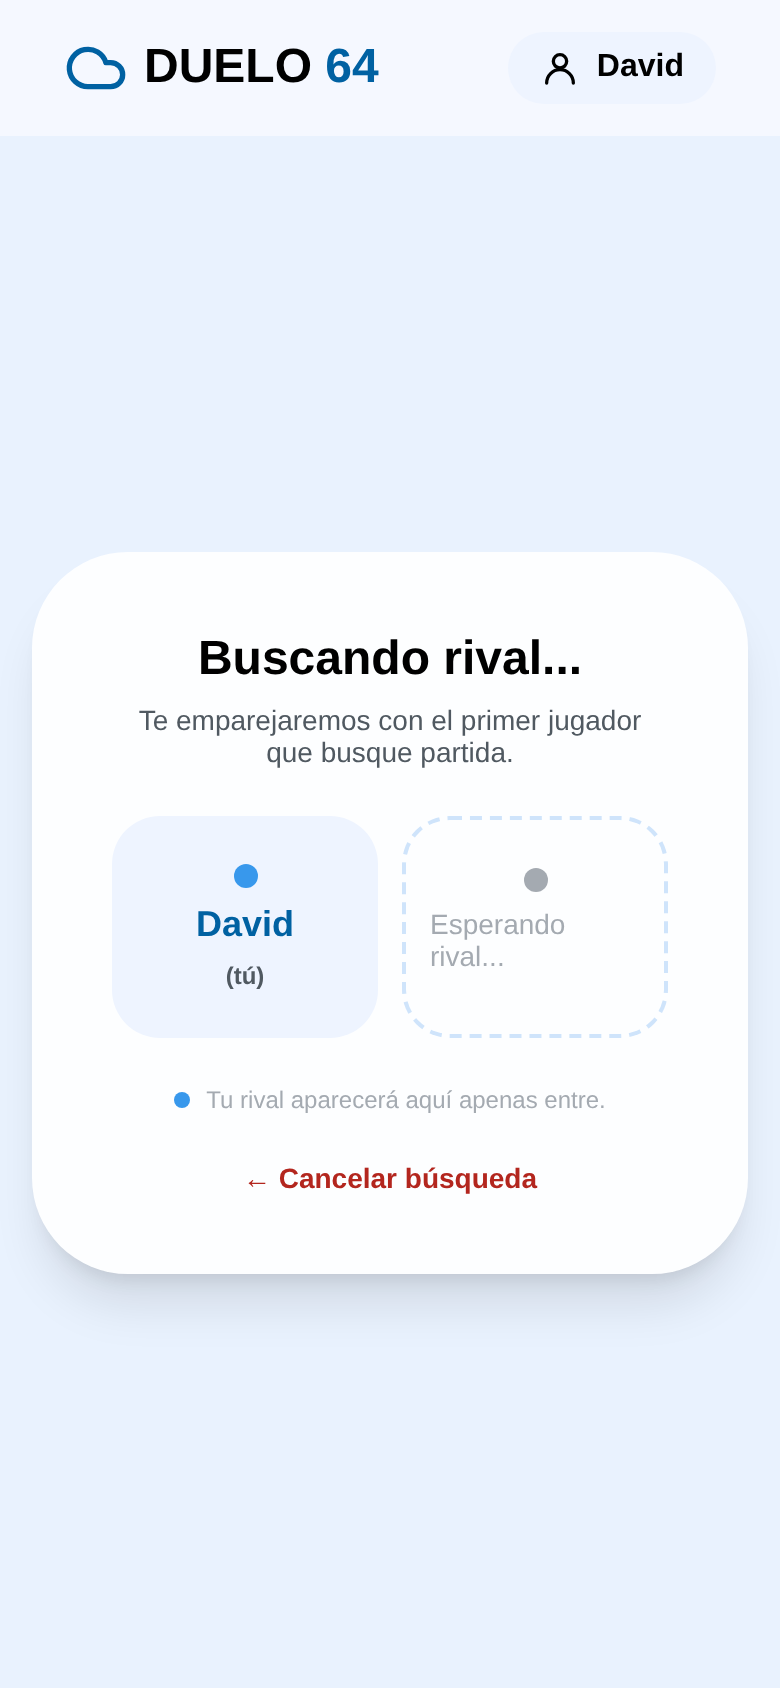 DUELO 64
David
Buscando rival...
Te emparejaremos con el primer jugador
que busque partida.
David
(tú)
Esperando
rival...
Tu rival aparecerá aquí apenas entre.
← Cancelar búsqueda